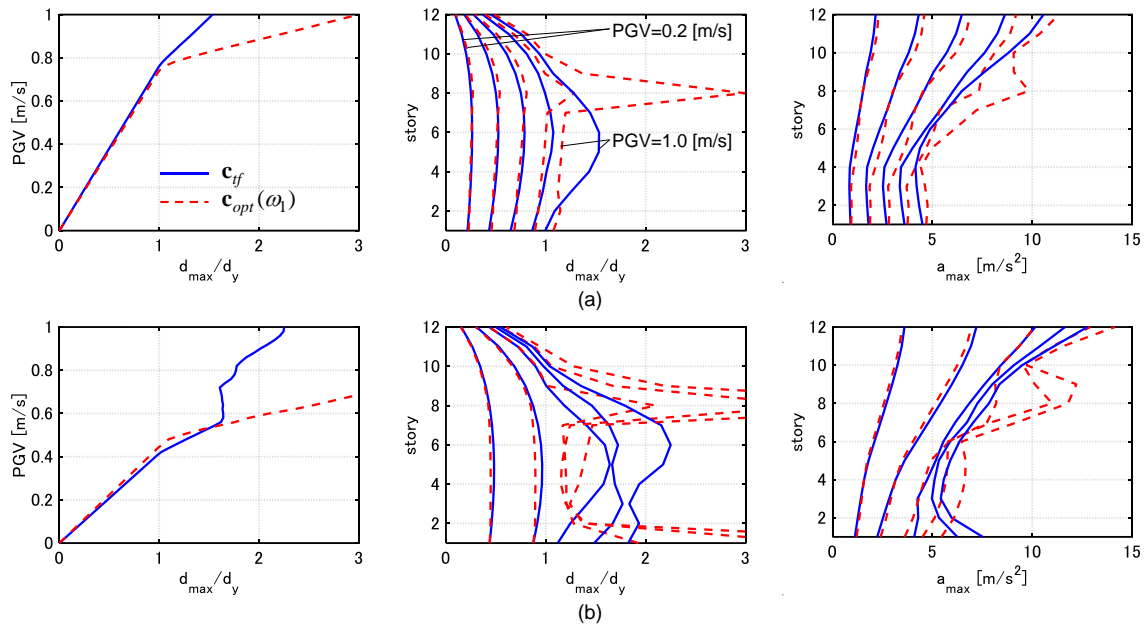 1
0.8
0.6
0.4
0.2
0
PGV [m/s]
0 1 2 3
d_max/d_y
c_tf
c_opt(ω_1)
12
10
8
6
4
2
story
0 1 2 3
d_max/d_y
PGV=0.2 [m/s]
PGV=1.0 [m/s]
12
10
8
6
4
2
story
0 5 10 15
a_max [m/s²]
(a)
1
0.8
0.6
0.4
0.2
0
PGV [m/s]
0 1 2 3
d_max/d_y
12
10
8
6
4
2
story
0 1 2 3
d_max/d_y
12
10
8
6
4
2
story
0 5 10 15
a_max [m/s²]
(b)